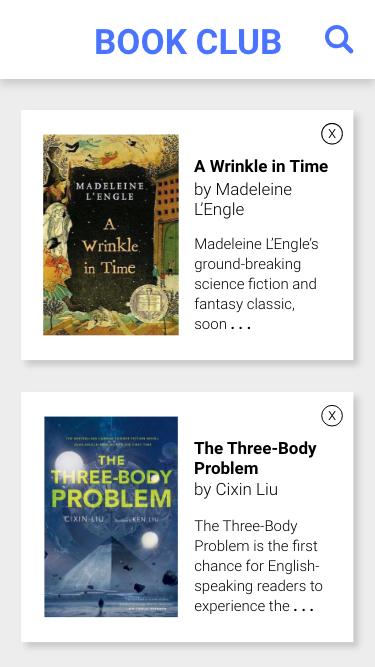 BOOK CLUB
X
MADELEINE
L'ENGLE
A
Wrinkle
in Time
A Wrinkle in Time
by Madeleine
L'Engle
Madeleine L'Engle's
ground-breaking
science fiction and
fantasy classic,
soon . . .
X
THE
THREE-BODY
PROBLEM
CIXIN LIU
KEN LIU
The Three-Body
Problem
by Cixin Liu
The Three-Body
Problem is the first
chance for English-
speaking readers to
experience the . . .